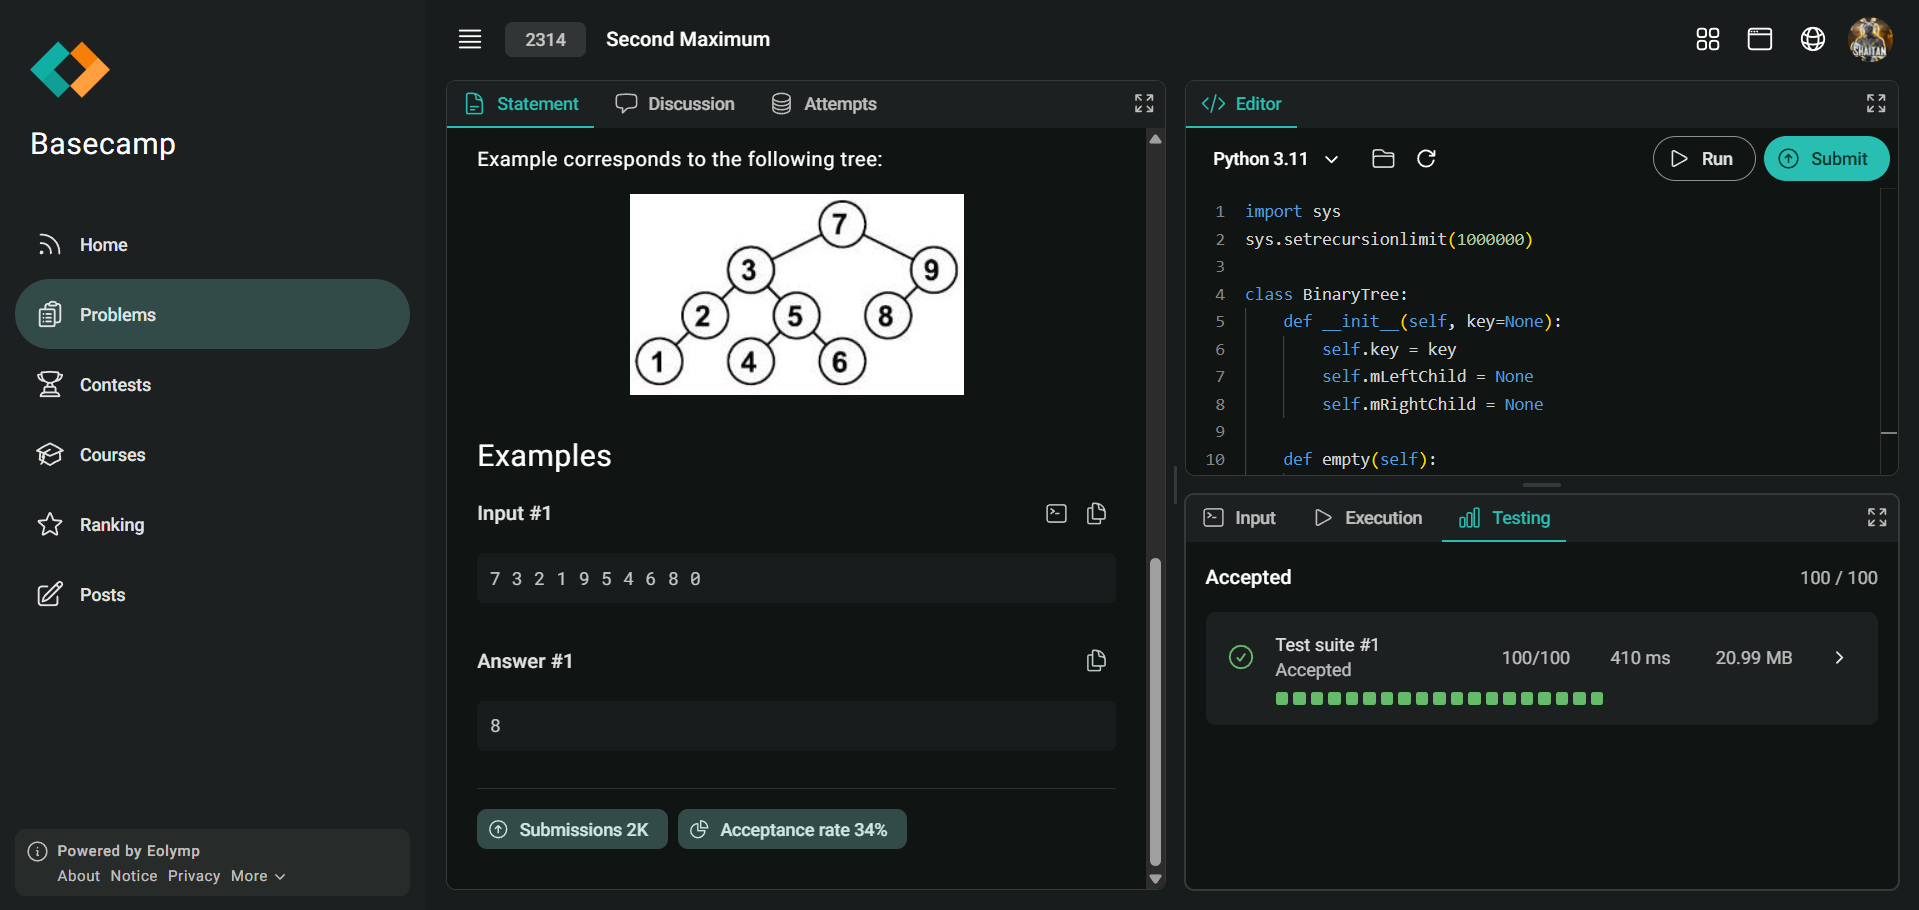 Basecamp
Home
Problems
Contests
Courses
Ranking
Posts
Powered by Eolymp
About Notice Privacy More
2314 Second Maximum
SHAITAN
Statement Discussion Attempts
Example corresponds to the following tree:
7
3 9
2 5 8
1 4 6
Examples
Input #1
7 3 2 1 9 5 4 6 8 0
Answer #1
8
Submissions 2K Acceptance rate 34%
Editor
Python 3.11 Run Submit
1 import sys
2 sys.setrecursionlimit(1000000)
3
4 class BinaryTree:
5 def __init__(self, key=None):
6 self.key = key
7 self.mLeftChild = None
8 self.mRightChild = None
9
10 def empty(self):
Input Execution Testing
Accepted 100 / 100
Test suite #1 100/100 410 ms 20.99 MB
Accepted